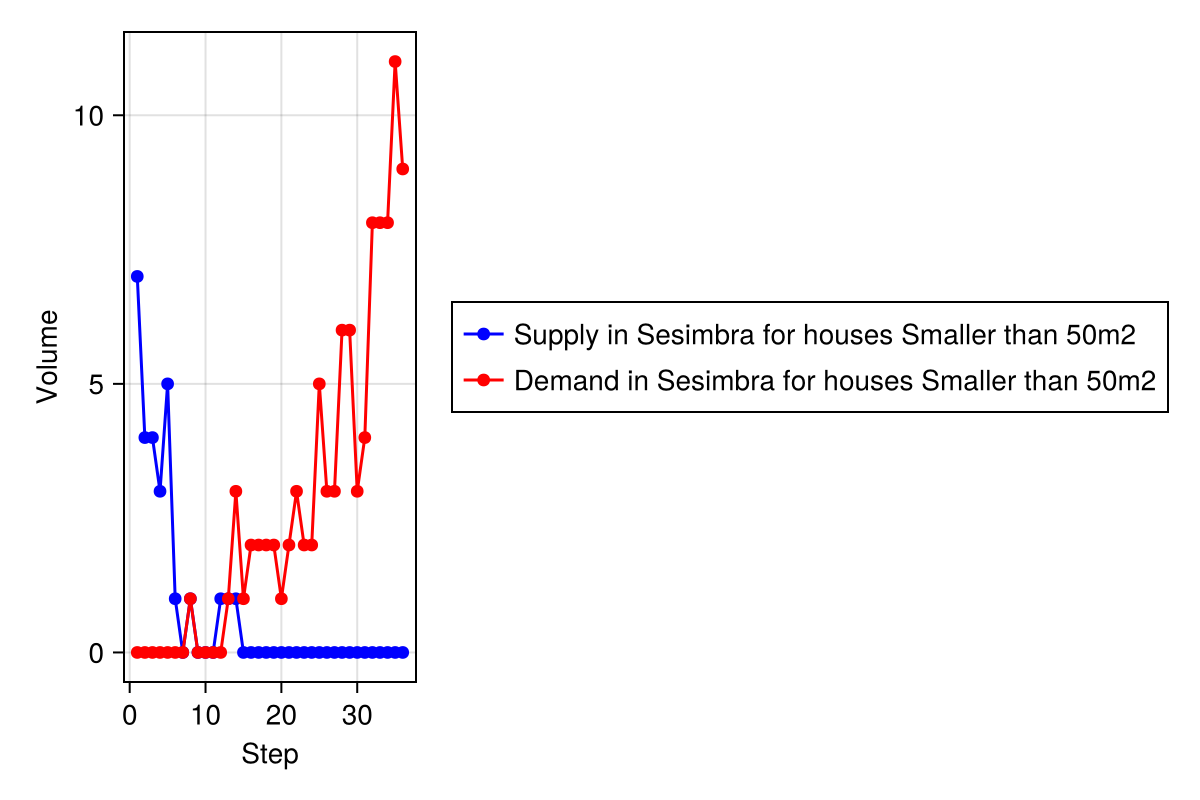 10
5
0
Volume
0 10 20 30
Step
Supply in Sesimbra for houses Smaller than 50m2
Demand in Sesimbra for houses Smaller than 50m2